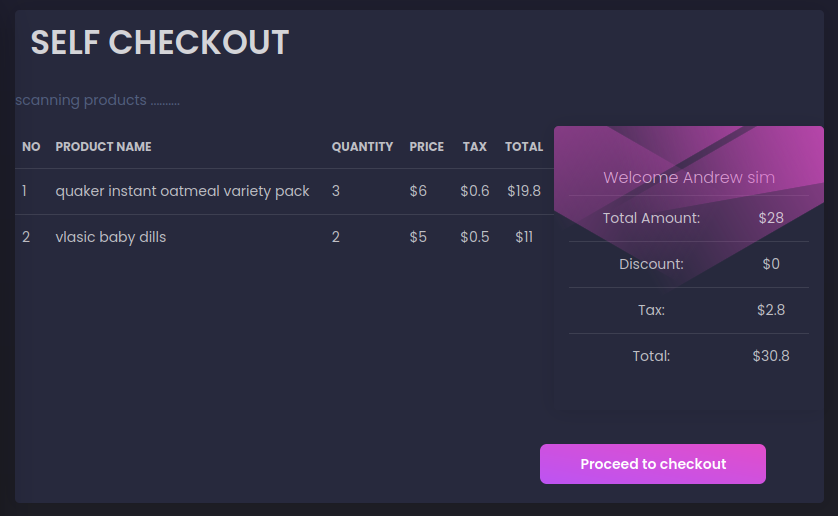 SELF CHECKOUT
scanning products ..........
NO PRODUCT NAME QUANTITY PRICE TAX TOTAL
1 quaker instant oatmeal variety pack 3 $6 $0.6 $19.8
2 vlasic baby dills 2 $5 $0.5 $11
Welcome Andrew sim
Total Amount: $28
Discount: $0
Tax: $2.8
Total: $30.8
Proceed to checkout